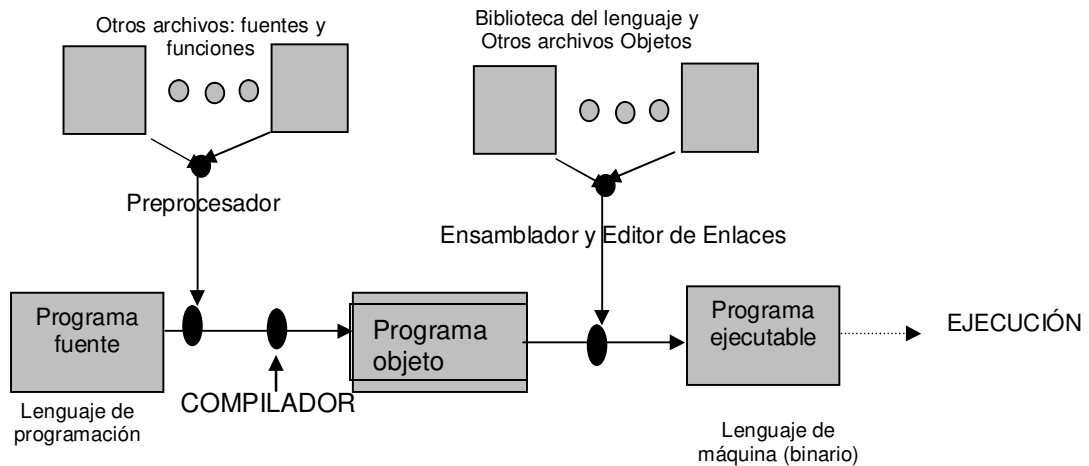 Otros archivos: fuentes y
funciones
Biblioteca del lenguaje y
Otros archivos Objetos
Preprocesador
Ensamblador y Editor de Enlaces
Programa
fuente
Programa
objeto
Programa
ejecutable
EJECUCIÓN
COMPILADOR
Lenguaje de
programación
Lenguaje de
máquina (binario)